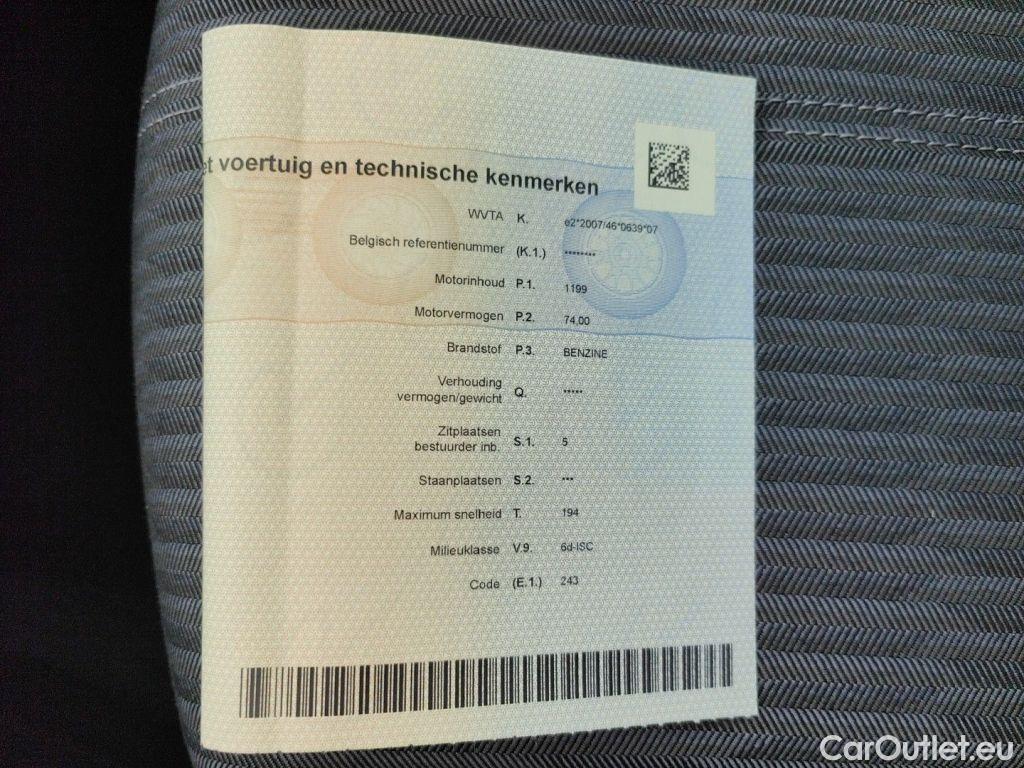 et voertuig en technische kenmerken
WVTA K. e2*2007/46*0639*07
Belgisch referentienummer (K.1.) ********
Motorinhoud P.1. 1199
Motorvermogen P.2. 74,00
Brandstof P.3. BENZINE
Verhouding
vermogen/gewicht Q. *****
Zitplaatsen
bestuurder inb. S.1. 5
Staanplaatsen S.2. ***
Maximum snelheid T. 194
Milieuklasse V.9. 6d-ISC
Code (E.1.) 243
CarOutlet.eu